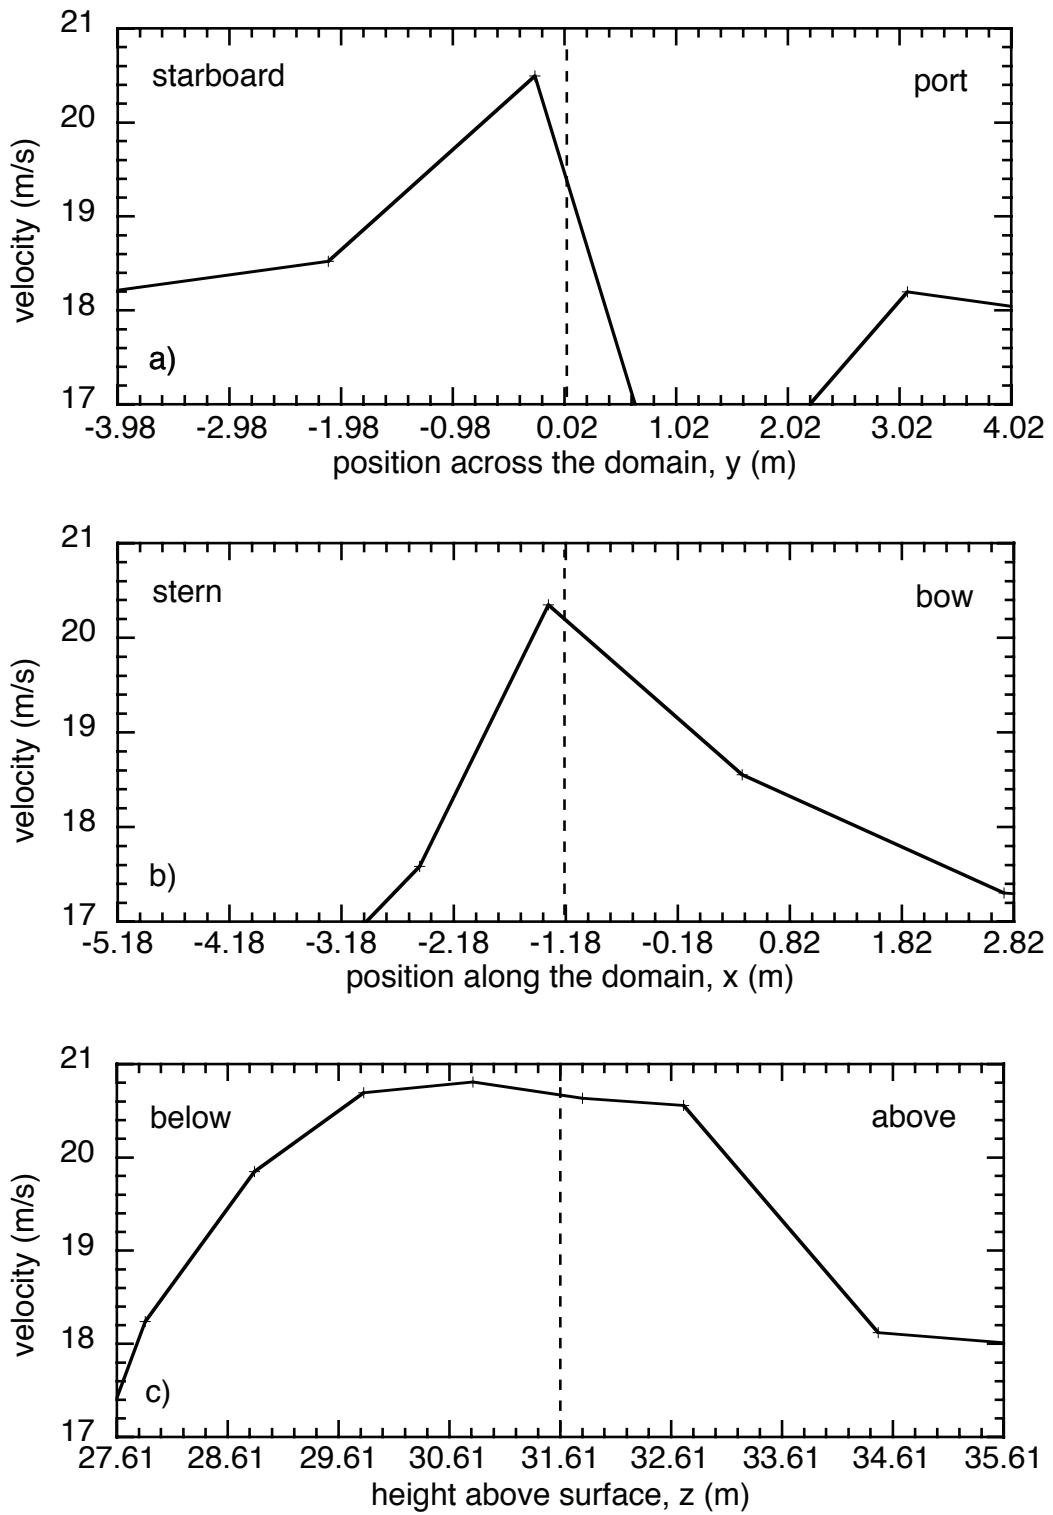 21
starboard
port
20
velocity (m/s)
19
18
a)
17
-3.98 -2.98 -1.98 -0.98 0.02 1.02 2.02 3.02 4.02
position across the domain, y (m)
21
stern
bow
20
velocity (m/s)
19
18
b)
17
-5.18 -4.18 -3.18 -2.18 -1.18 -0.18 0.82 1.82 2.82
position along the domain, x (m)
21
below
above
20
velocity (m/s)
19
18
c)
17
27.61 28.61 29.61 30.61 31.61 32.61 33.61 34.61 35.61
height above surface, z (m)